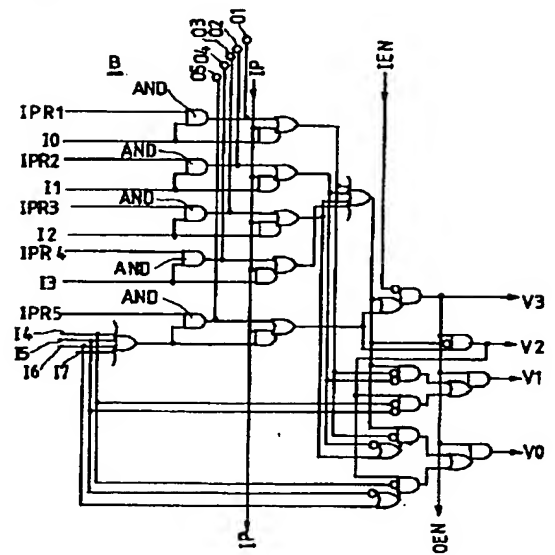 B
O5 O4 O3 O2 O1
IP
IEN
AND
IPR1
I0
AND
IPR2
I1
AND
IPR3
I2
IPR4
AND
I3
AND
IPR5
I4
I5
I6
I7
V3
V2
V1
V0
IP
OEN